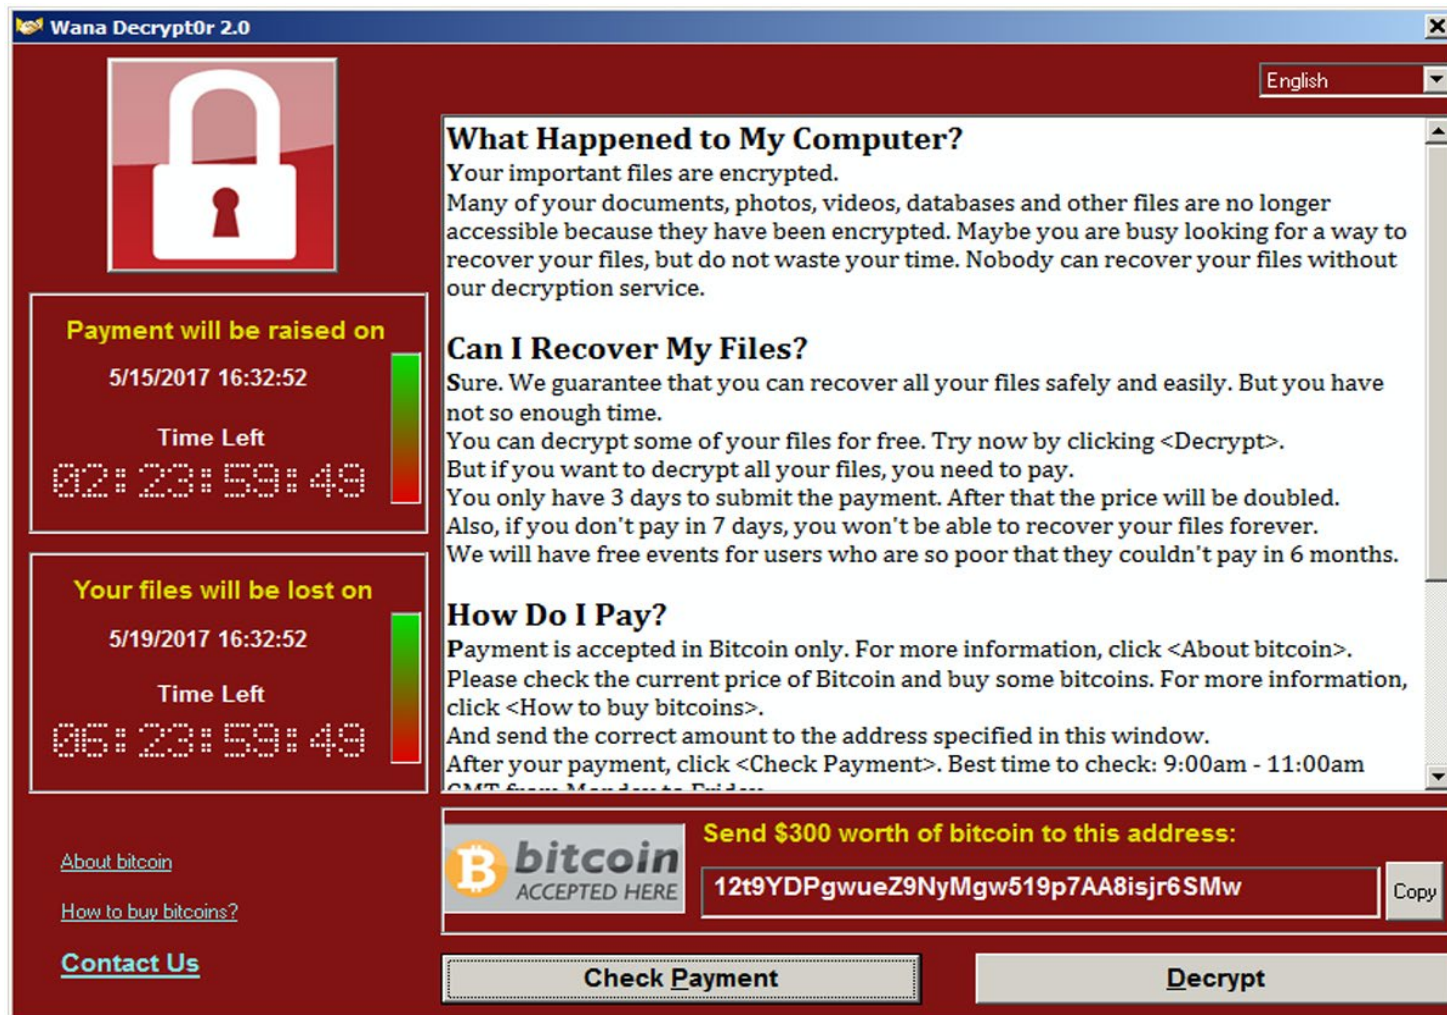 Wana Decrypt0r 2.0
English
What Happened to My Computer?
Your important files are encrypted.
Many of your documents, photos, videos, databases and other files are no longer
accessible because they have been encrypted. Maybe you are busy looking for a way to
recover your files, but do not waste your time. Nobody can recover your files without
our decryption service.
Can I Recover My Files?
Sure. We guarantee that you can recover all your files safely and easily. But you have
not so enough time.
You can decrypt some of your files for free. Try now by clicking <Decrypt>.
But if you want to decrypt all your files, you need to pay.
You only have 3 days to submit the payment. After that the price will be doubled.
Also, if you don't pay in 7 days, you won't be able to recover your files forever.
We will have free events for users who are so poor that they couldn't pay in 6 months.
How Do I Pay?
Payment is accepted in Bitcoin only. For more information, click <About bitcoin>.
Please check the current price of Bitcoin and buy some bitcoins. For more information,
click <How to buy bitcoins>.
And send the correct amount to the address specified in this window.
After your payment, click <Check Payment>. Best time to check: 9:00am - 11:00am
GMT from Monday to Friday.
Payment will be raised on
5/15/2017 16:32:52
Time Left
02:23:59:49
Your files will be lost on
5/19/2017 16:32:52
Time Left
06:23:59:49
About bitcoin
How to buy bitcoins?
Contact Us
bitcoin
ACCEPTED HERE
Send $300 worth of bitcoin to this address:
12t9YDPgwueZ9NyMgw519p7AA8isjr6SMw
Copy
Check Payment
Decrypt